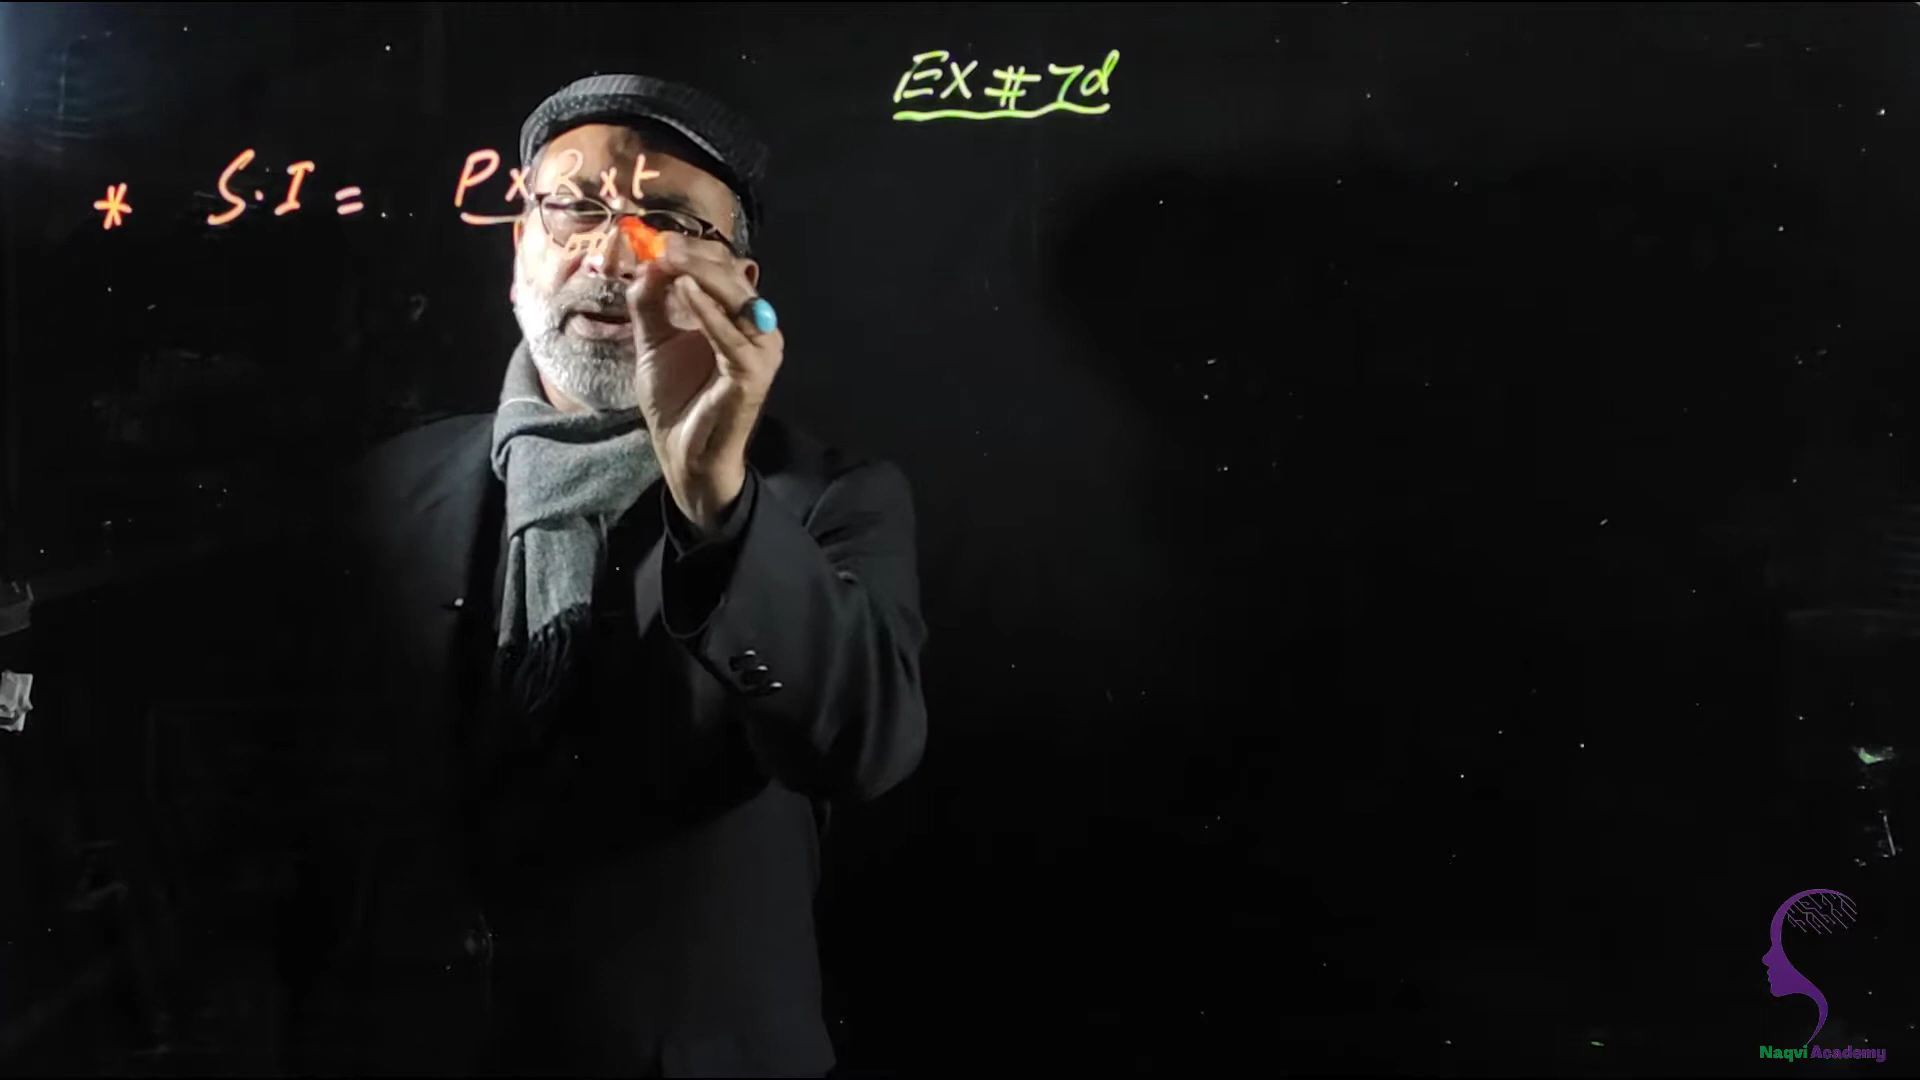 EX # 7d
* S.I = P x R x t
Naqvi Academy